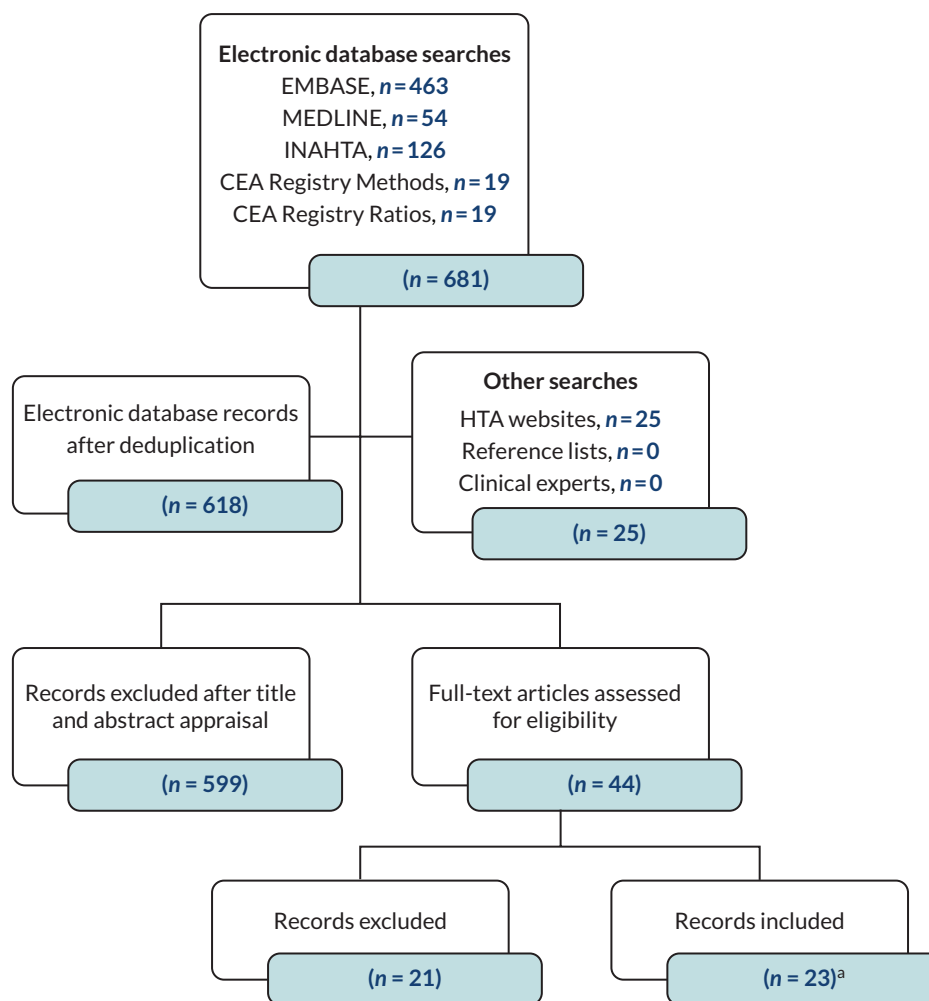 Electronic database searches
EMBASE, n=463
MEDLINE, n=54
INAHTA, n=126
CEA Registry Methods, n=19
CEA Registry Ratios, n=19
(n = 681)
Electronic database records
after deduplication
(n = 618)
Other searches
HTA websites, n=25
Reference lists, n=0
Clinical experts, n=0
(n = 25)
Records excluded after title
and abstract appraisal
(n = 599)
Full-text articles assessed
for eligibility
(n = 44)
Records excluded
(n = 21)
Records included
(n = 23)a